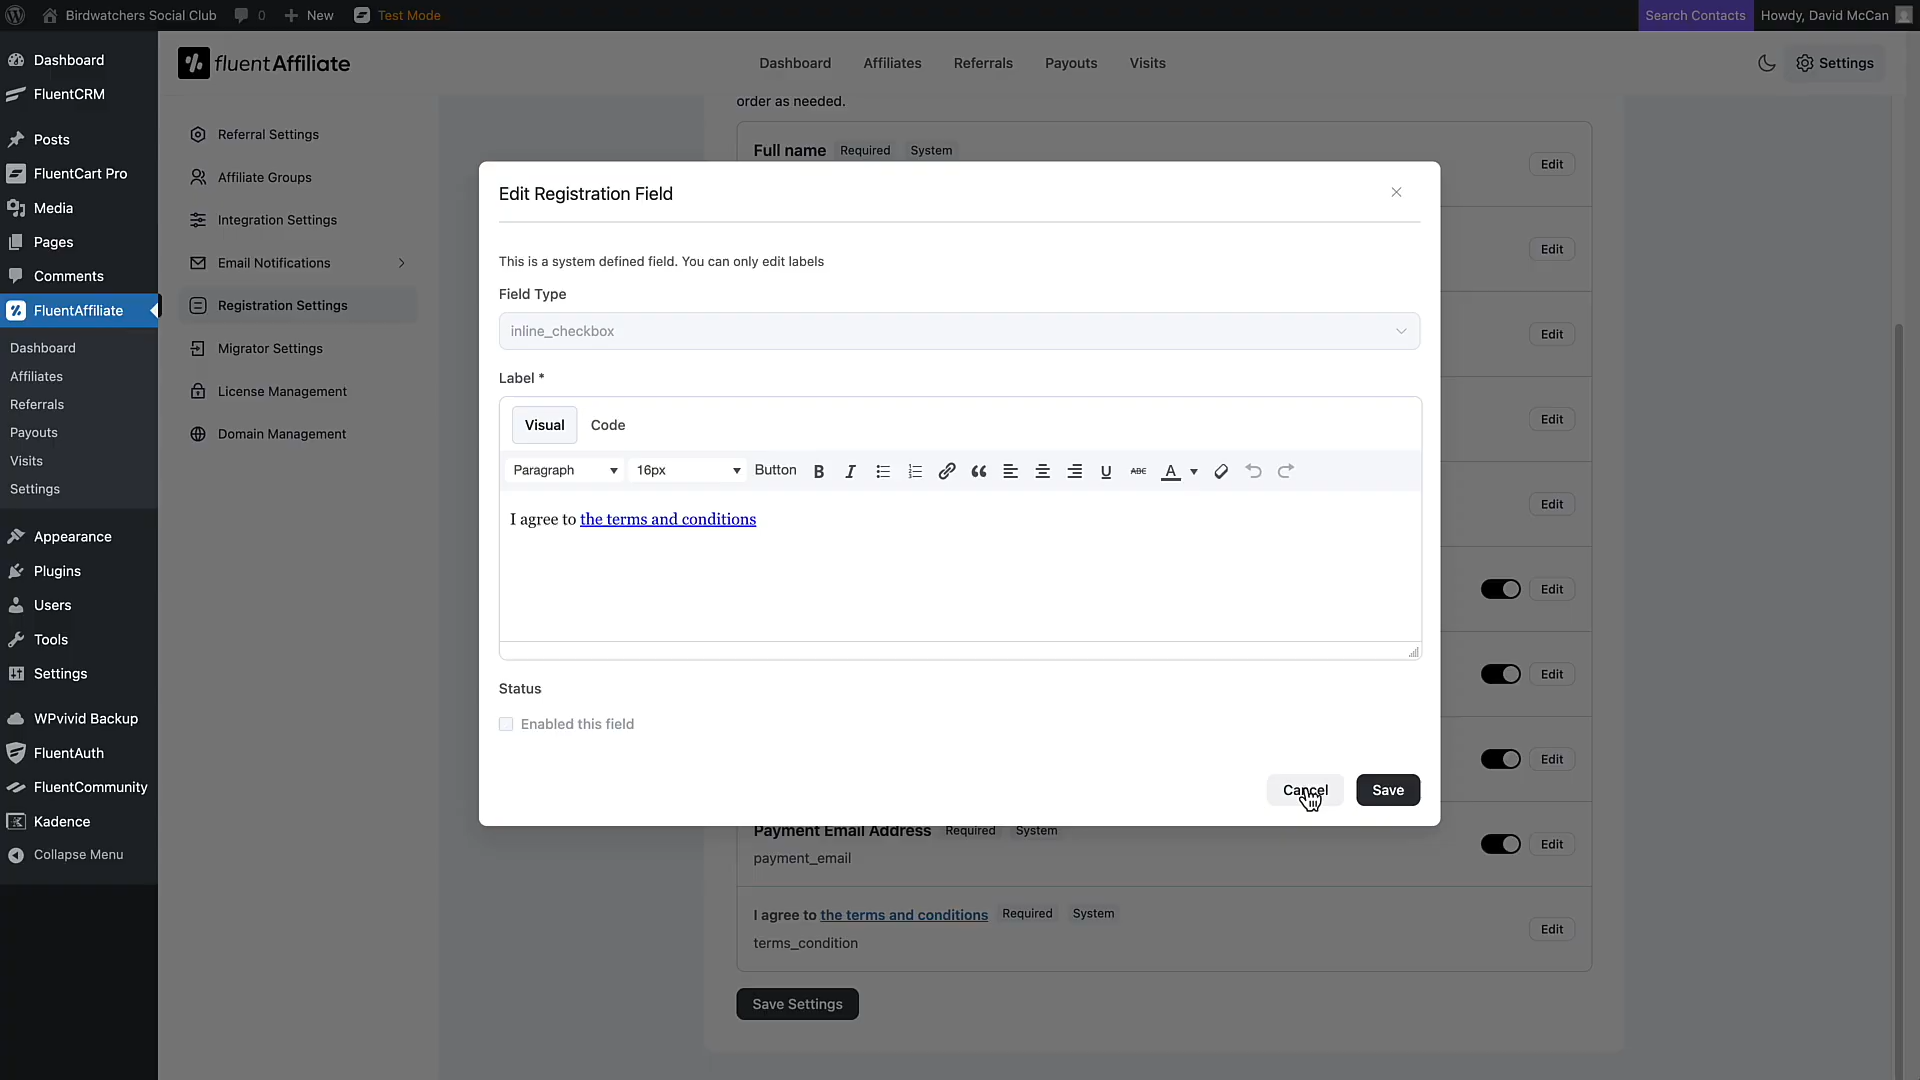 Birdwatchers Social Club
0
New
Test Mode
Search Contacts
Howdy, David McCan
Dashboard
FluentCRM
Posts
FluentCart Pro
Media
Pages
Comments
FluentAffiliate
Dashboard
Affiliates
Referrals
Payouts
Visits
Settings
Appearance
Plugins
Users
Tools
Settings
WPvivid Backup
FluentAuth
FluentCommunity
Kadence
Collapse Menu
fluentAffiliate
Dashboard
Affiliates
Referrals
Payouts
Visits
Settings
Referral Settings
Affiliate Groups
Integration Settings
Email Notifications
Registration Settings
Migrator Settings
License Management
Domain Management
order as needed.
Full name Required System
Edit
Edit
Edit
Edit
Edit
Edit
Edit
Edit
Edit Registration Field
This is a system defined field. You can only edit labels
Field Type
inline_checkbox
Label *
Visual Code
Paragraph 16px Button B I U ABC A
I agree to the terms and conditions
Status
Enabled this field
Cancel Save
Payment Email Address Required System
payment_email
Edit
I agree to the terms and conditions Required System
terms_condition
Edit
Save Settings